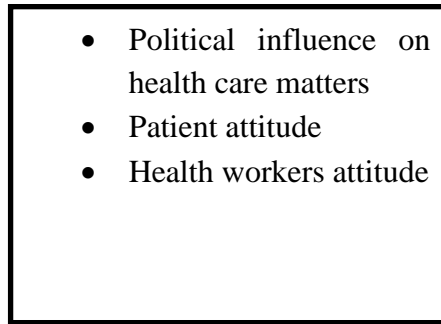 • Political influence on
health care matters
• Patient attitude
• Health workers attitude